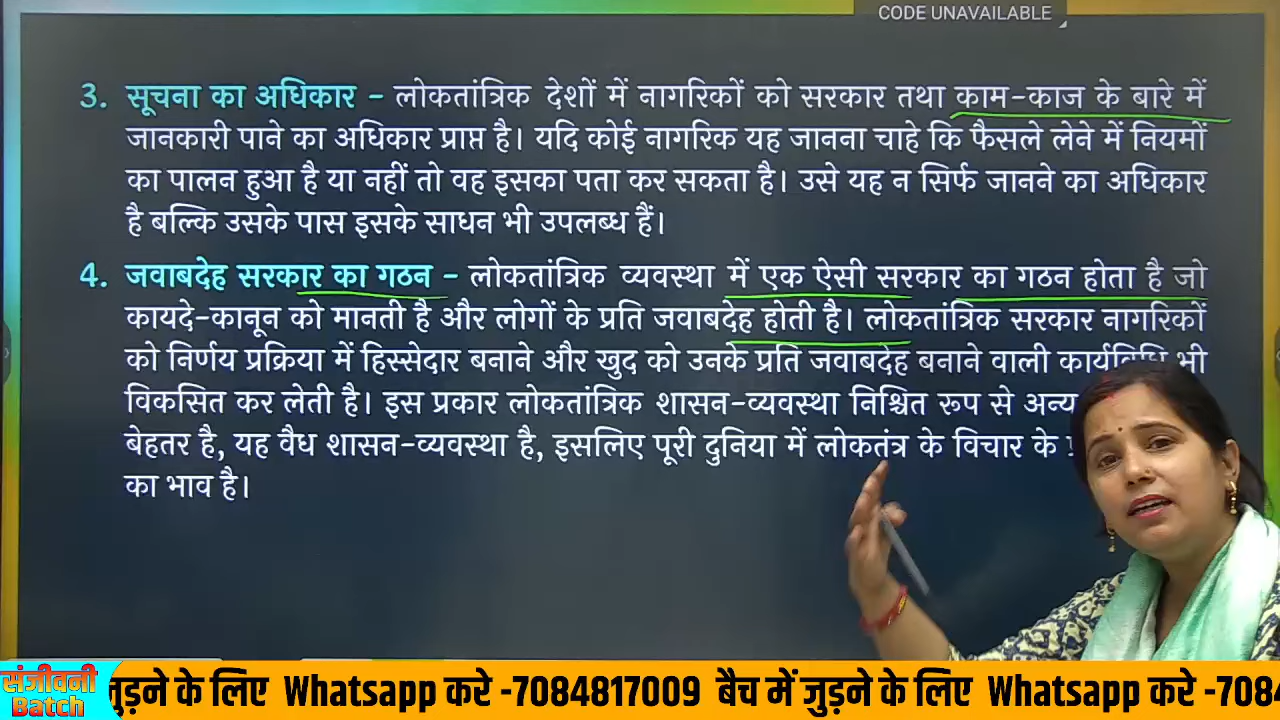 CODE UNAVAILABLE
3. सूचना का अधिकार - लोकतांत्रिक देशों में नागरिकों को सरकार तथा काम-काज के बारे में
जानकारी पाने का अधिकार प्राप्त है। यदि कोई नागरिक यह जानना चाहे कि फैसले लेने में नियमों
का पालन हुआ है या नहीं तो वह इसका पता कर सकता है। उसे यह न सिर्फ जानने का अधिकार
है बल्कि उसके पास इसके साधन भी उपलब्ध हैं।
4. जवाबदेह सरकार का गठन - लोकतांत्रिक व्यवस्था में एक ऐसी सरकार का गठन होता है जो
कायदे-कानून को मानती है और लोगों के प्रति जवाबदेह होती है। लोकतांत्रिक सरकार नागरिकों
को निर्णय प्रक्रिया में हिस्सेदार बनाने और खुद को उनके प्रति जवाबदेह बनाने वाली कार्यविधि भी
विकसित कर लेती है। इस प्रकार लोकतांत्रिक शासन-व्यवस्था निश्चित रूप से अन्य
बेहतर है, यह वैध शासन-व्यवस्था है, इसलिए पूरी दुनिया में लोकतंत्र के विचार के
का भाव है।
संजीवनी
Batch
जुड़ने के लिए Whatsapp करे -7084817009 बैच में जुड़ने के लिए Whatsapp करे -7084